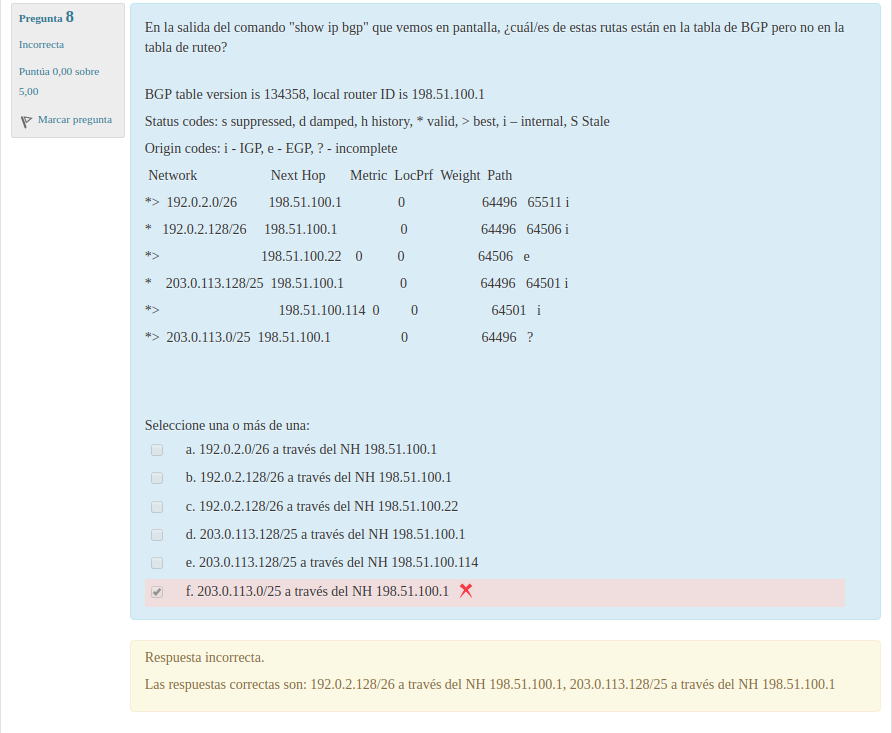 Pregunta 8
Incorrecta
Puntúa 0,00 sobre
5,00
Marcar pregunta
En la salida del comando "show ip bgp" que vemos en pantalla, ¿cuál/es de estas rutas están en la tabla de BGP pero no en la
tabla de ruteo?
BGP table version is 134358, local router ID is 198.51.100.1
Status codes: s suppressed, d damped, h history, * valid, > best, i – internal, S Stale
Origin codes: i - IGP, e - EGP, ? - incomplete
Network Next Hop Metric LocPrf Weight Path
*> 192.0.2.0/26 198.51.100.1 0 64496 65511 i
* 192.0.2.128/26 198.51.100.1 0 64496 64506 i
*> 198.51.100.22 0 0 64506 e
* 203.0.113.128/25 198.51.100.1 0 64496 64501 i
*> 198.51.100.114 0 0 64501 i
*> 203.0.113.0/25 198.51.100.1 0 64496 ?
Seleccione una o más de una:
a. 192.0.2.0/26 a través del NH 198.51.100.1
b. 192.0.2.128/26 a través del NH 198.51.100.1
c. 192.0.2.128/26 a través del NH 198.51.100.22
d. 203.0.113.128/25 a través del NH 198.51.100.1
e. 203.0.113.128/25 a través del NH 198.51.100.114
f. 203.0.113.0/25 a través del NH 198.51.100.1
Respuesta incorrecta.
Las respuestas correctas son: 192.0.2.128/26 a través del NH 198.51.100.1, 203.0.113.128/25 a través del NH 198.51.100.1